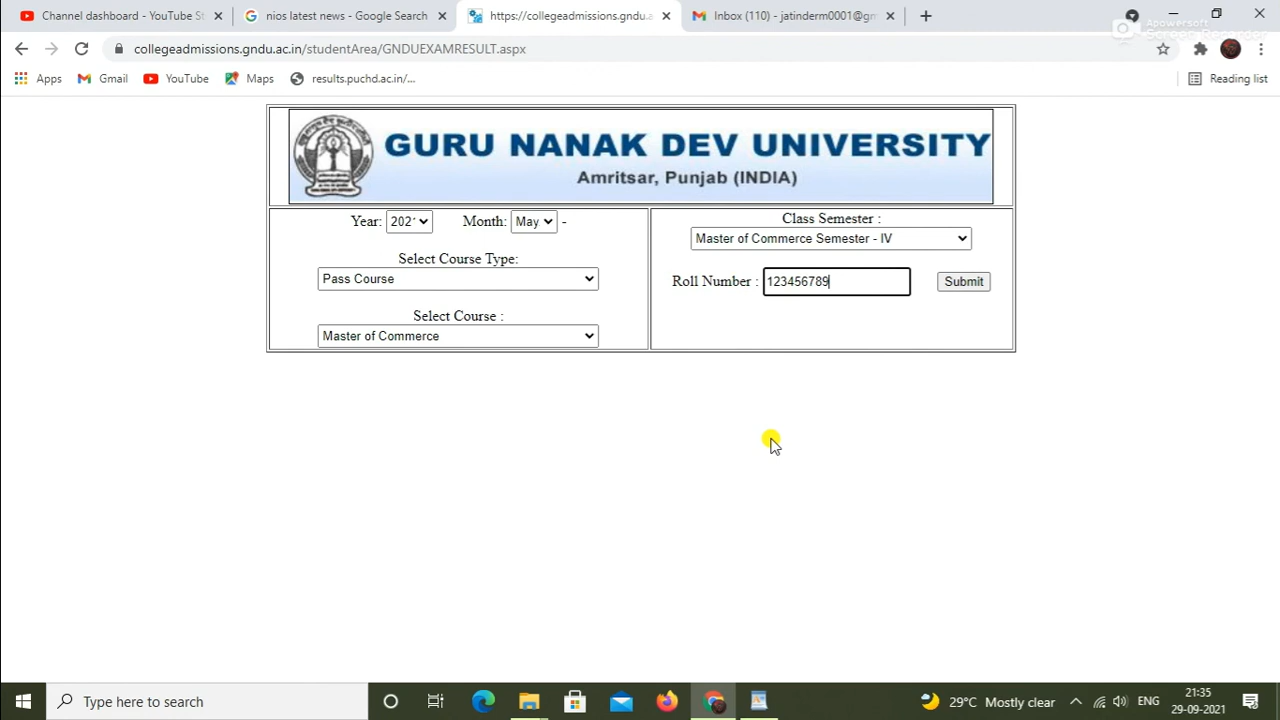 Channel dashboard - YouTube St
nios latest news - Google Search
https://collegeadmissions.gndu.a
Inbox (110) - jatinderm0001@gm
Apowersoft
Screen Recorder
collegeadmissions.gndu.ac.in/studentArea/GNDUEXAMRESULT.aspx
Apps
Gmail
YouTube
Maps
results.puchd.ac.in/...
Reading list
GURU NANAK DEV UNIVERSITY
Amritsar, Punjab (INDIA)
Year: 2021 Month: May -
Select Course Type:
Pass Course
Select Course :
Master of Commerce
Class Semester :
Master of Commerce Semester - IV
Roll Number : 123456789 Submit
Type here to search
29°C Mostly clear
ENG
21:35
29-09-2021